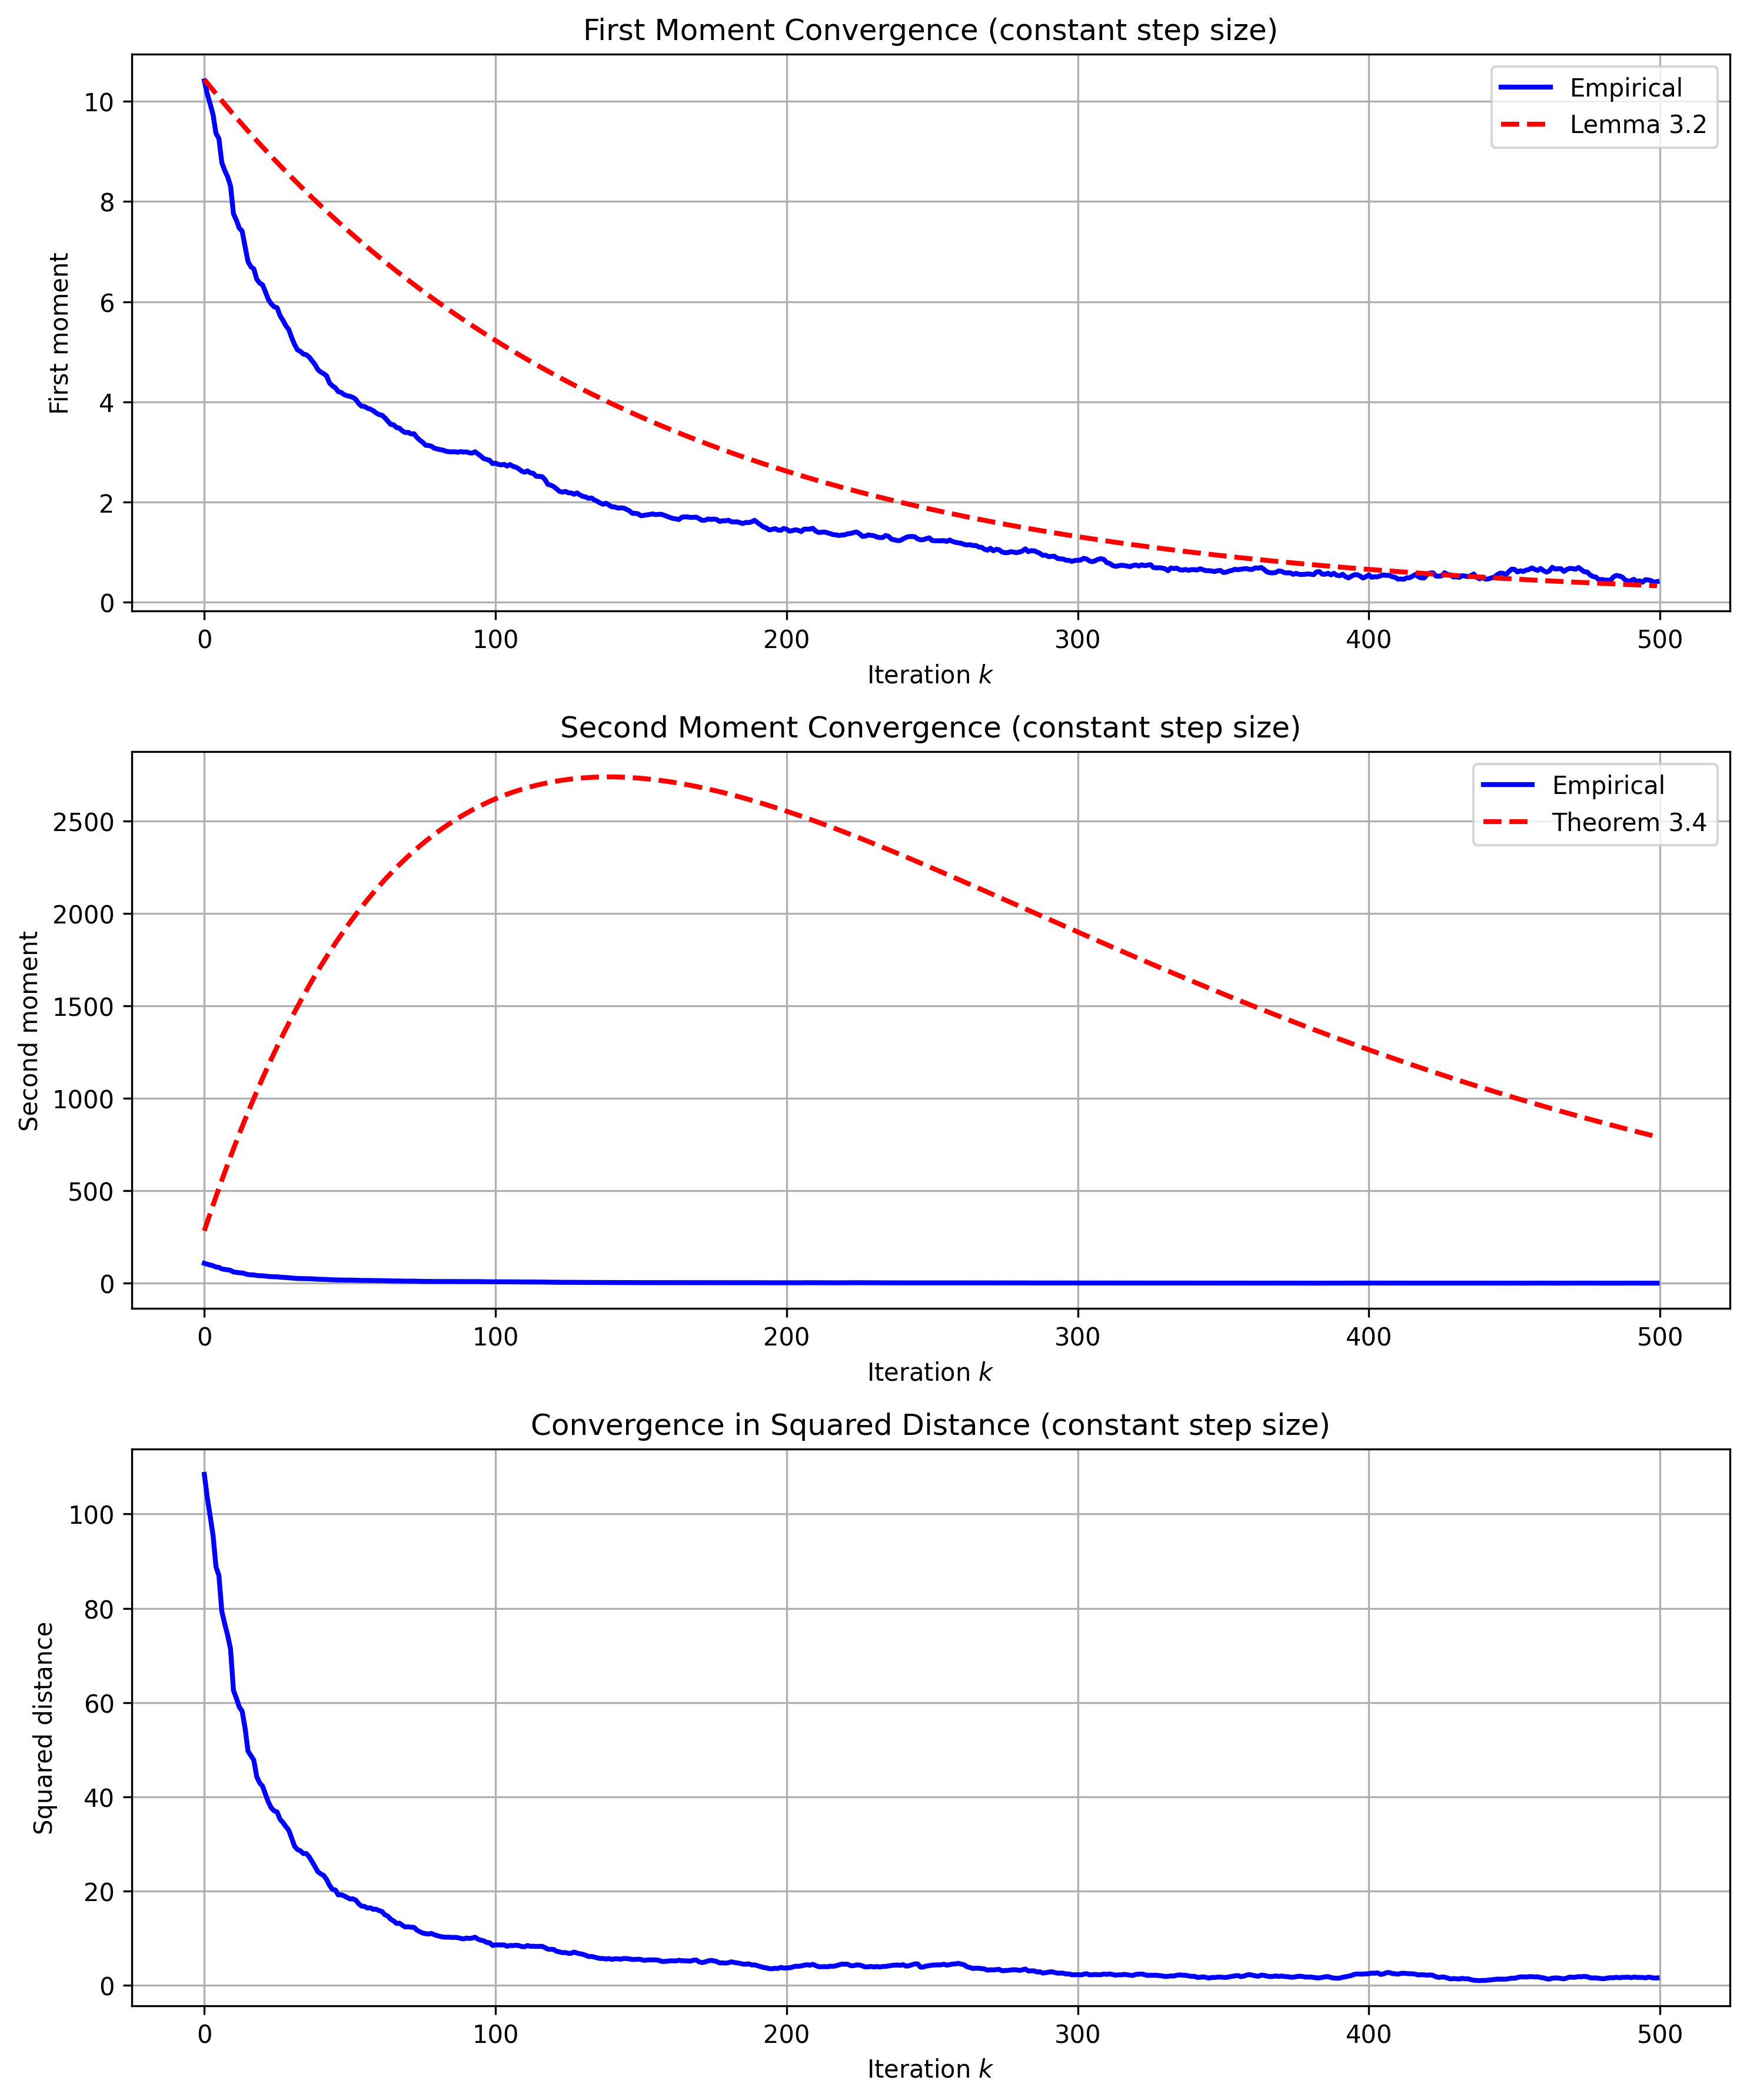 First Moment Convergence (constant step size)
Empirical
Lemma 3.2
First moment
10
8
6
4
2
0
0 100 200 300 400 500
Iteration k
Second Moment Convergence (constant step size)
Empirical
Theorem 3.4
Second moment
2500
2000
1500
1000
500
0
0 100 200 300 400 500
Iteration k
Convergence in Squared Distance (constant step size)
Squared distance
100
80
60
40
20
0
0 100 200 300 400 500
Iteration k